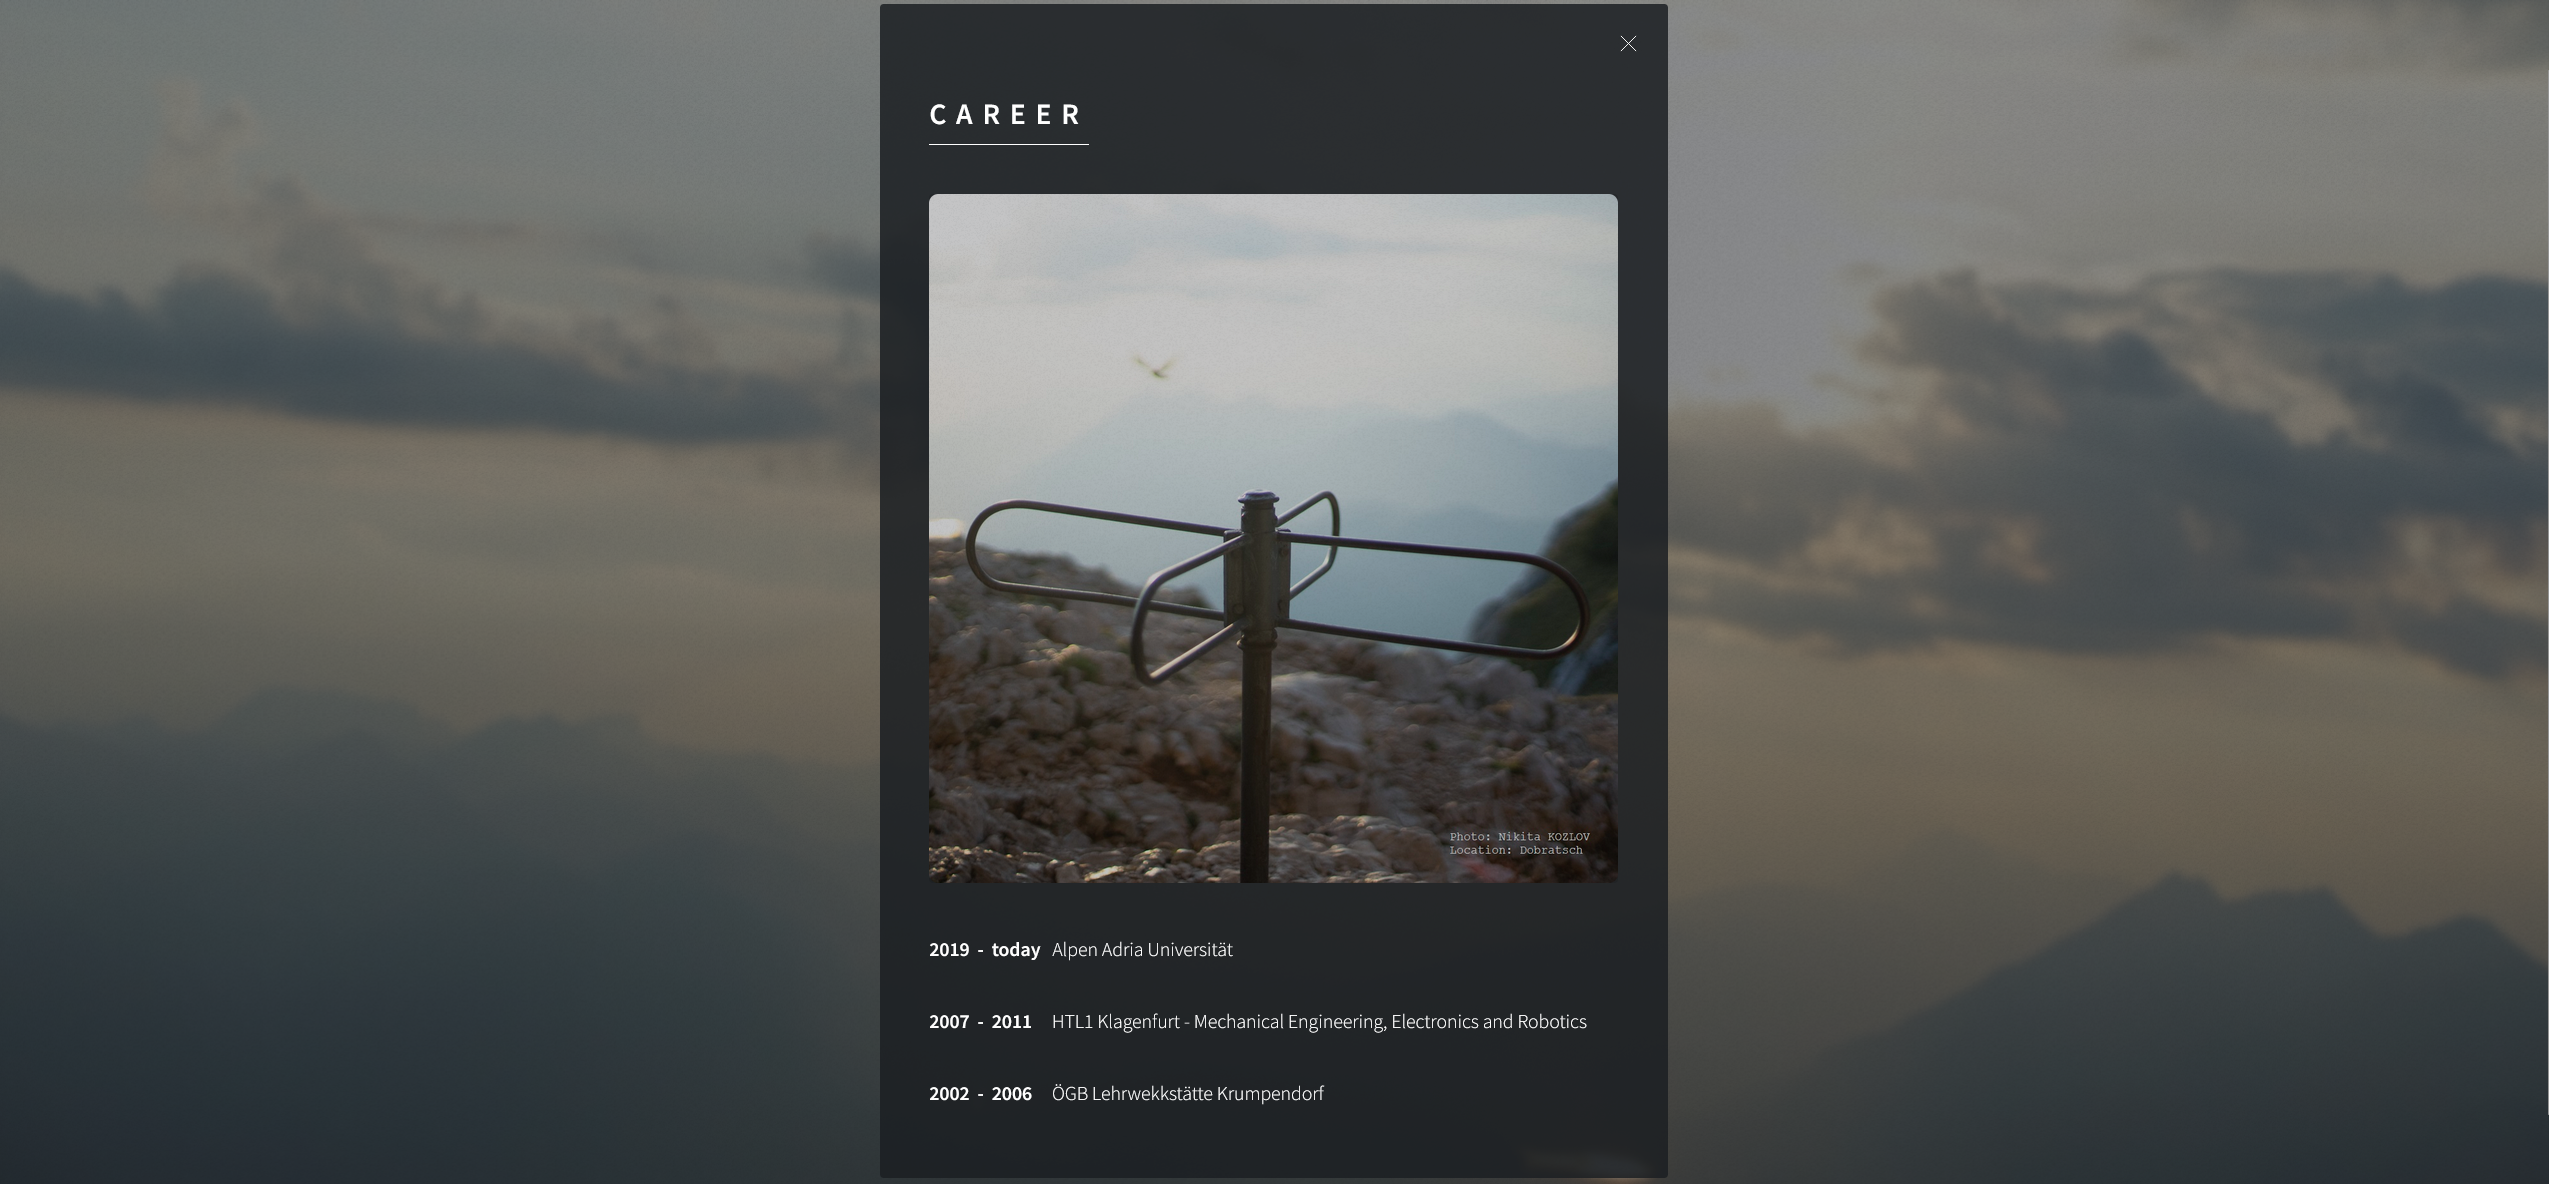 CAREER
Photo: Nikita KOZLOV
Location: Dobratsch
2019 - today Alpen Adria Universität
2007 - 2011 HTL1 Klagenfurt - Mechanical Engineering, Electronics and Robotics
2002 - 2006 ÖGB Lehrwekkstätte Krumpendorf